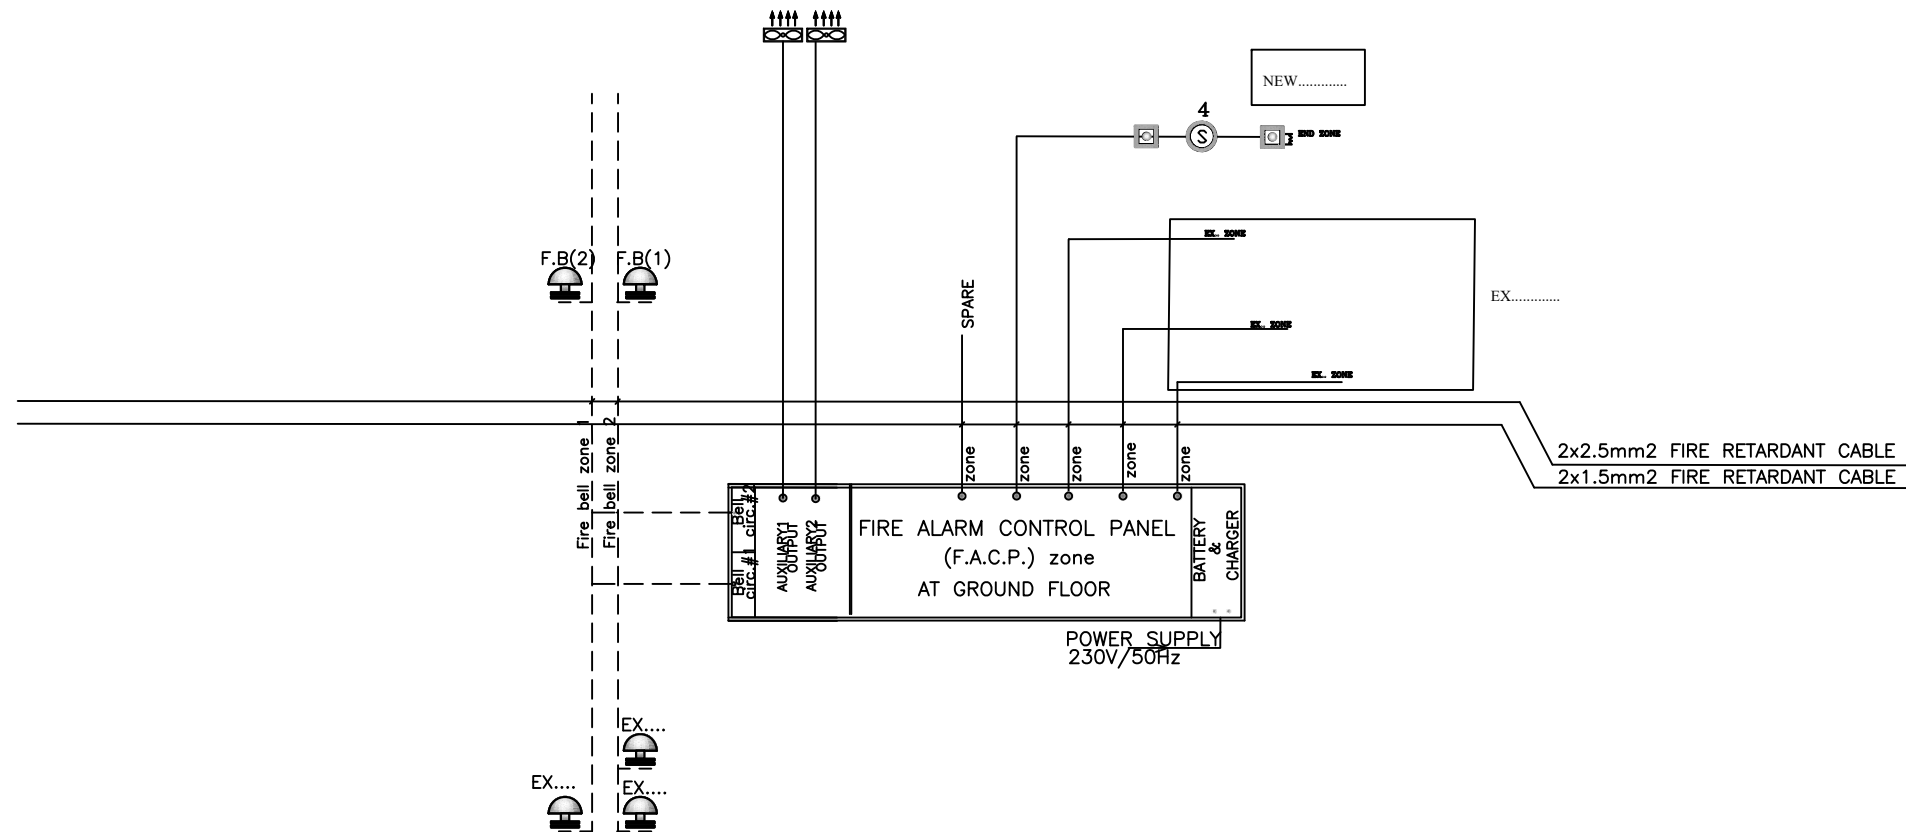 NEW.............
4
S
END ZONE
EX.. ZONE
F.B(2)
F.B(1)
SPARE
EX.............
EX.. ZONE
EX.. ZONE
Fire bell zone 1
Fire bell zone 2
zone
zone
zone
zone
zone
2x2.5mm2 FIRE RETARDANT CABLE
2x1.5mm2 FIRE RETARDANT CABLE
Bell
circ.#2
Bell
circ.#1
AUXILIARY1
OUTPUT
AUXILIARY2
OUTPUT
FIRE ALARM CONTROL PANEL
(F.A.C.P.) zone
AT GROUND FLOOR
BATTERY
&
CHARGER
POWER SUPPLY
230V/50Hz
EX....
EX....
EX....